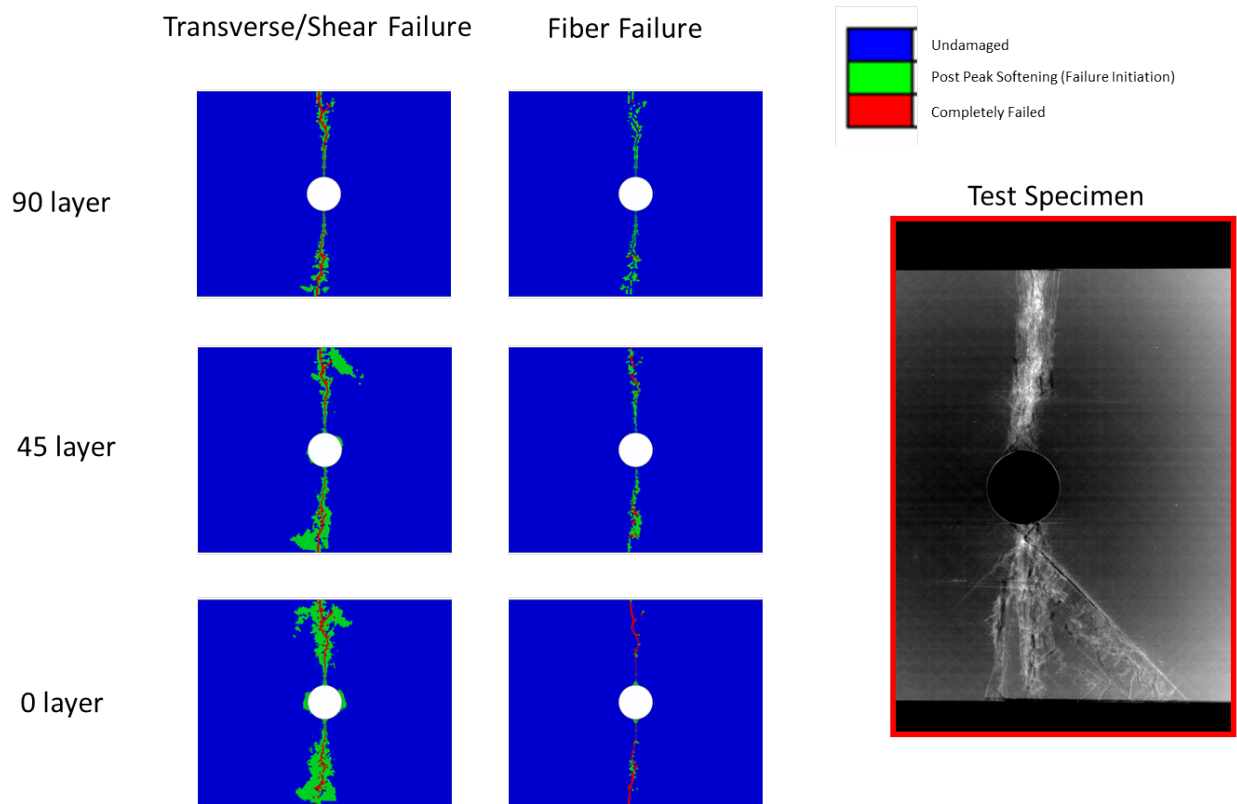 Transverse/Shear Failure
Fiber Failure
Undamaged
Post Peak Softening (Failure Initiation)
Completely Failed
Test Specimen
90 layer
45 layer
0 layer